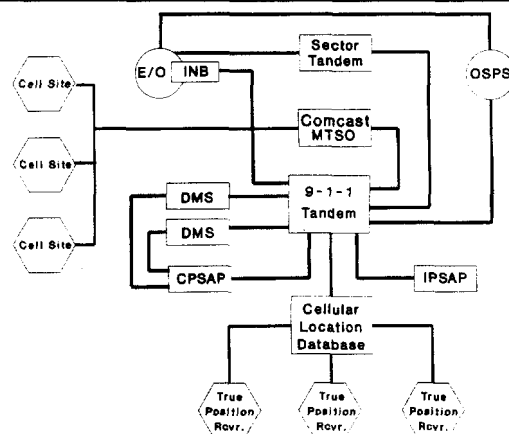 Sector
Tandem
E/O
INB
OSPS
Cell Site
Comcast
MTSO
Cell Site
9-1-1
Tandem
DMS
DMS
Cell Site
CPSAP
IPSAP
Cellular
Location
Database
True
Position
Rcvr.
True
Position
Rcvr.
True
Position
Rcvr.